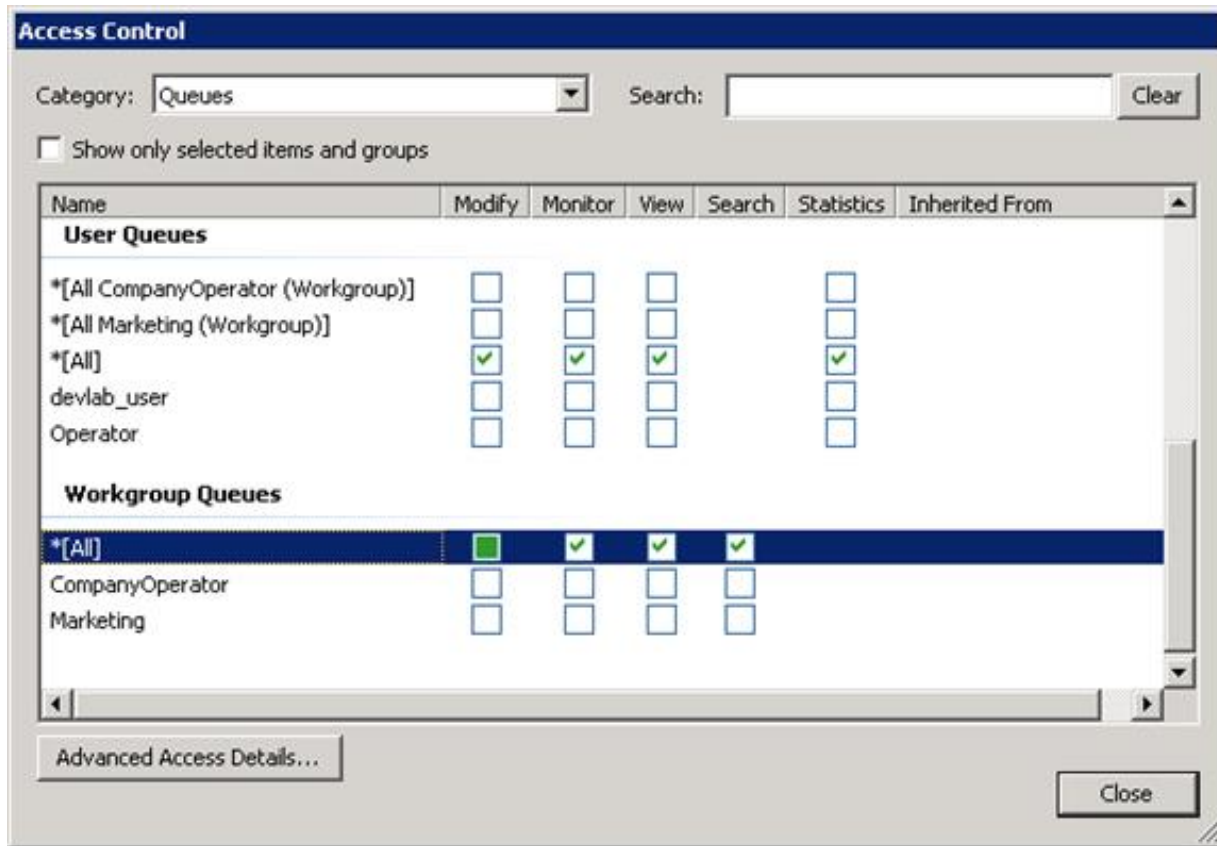 Access Control
Category: Queues Search: Clear
Show only selected items and groups
Name Modify Monitor View Search Statistics Inherited From
User Queues
*[All CompanyOperator (Workgroup)]
*[All Marketing (Workgroup)]
*[All]
devlab_user
Operator
Workgroup Queues
*[All]
CompanyOperator
Marketing
Advanced Access Details...
Close